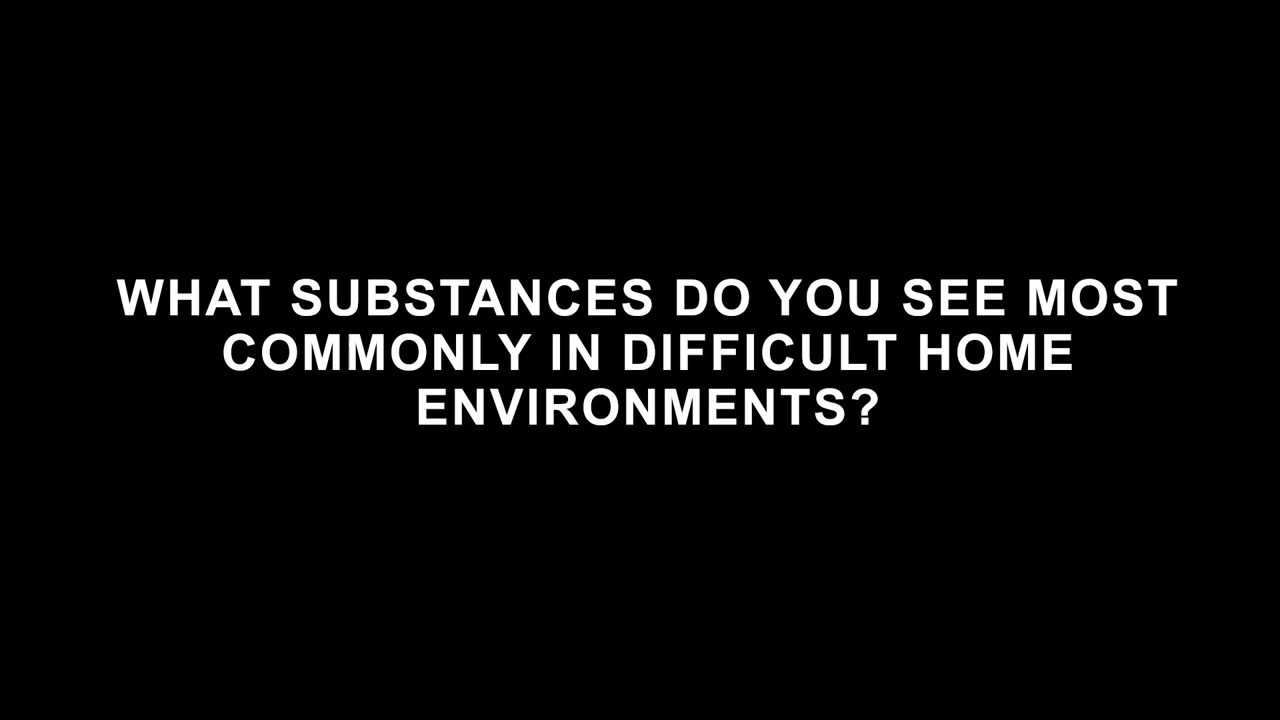 WHAT SUBSTANCES DO YOU SEE MOST
COMMONLY IN DIFFICULT HOME
ENVIRONMENTS?